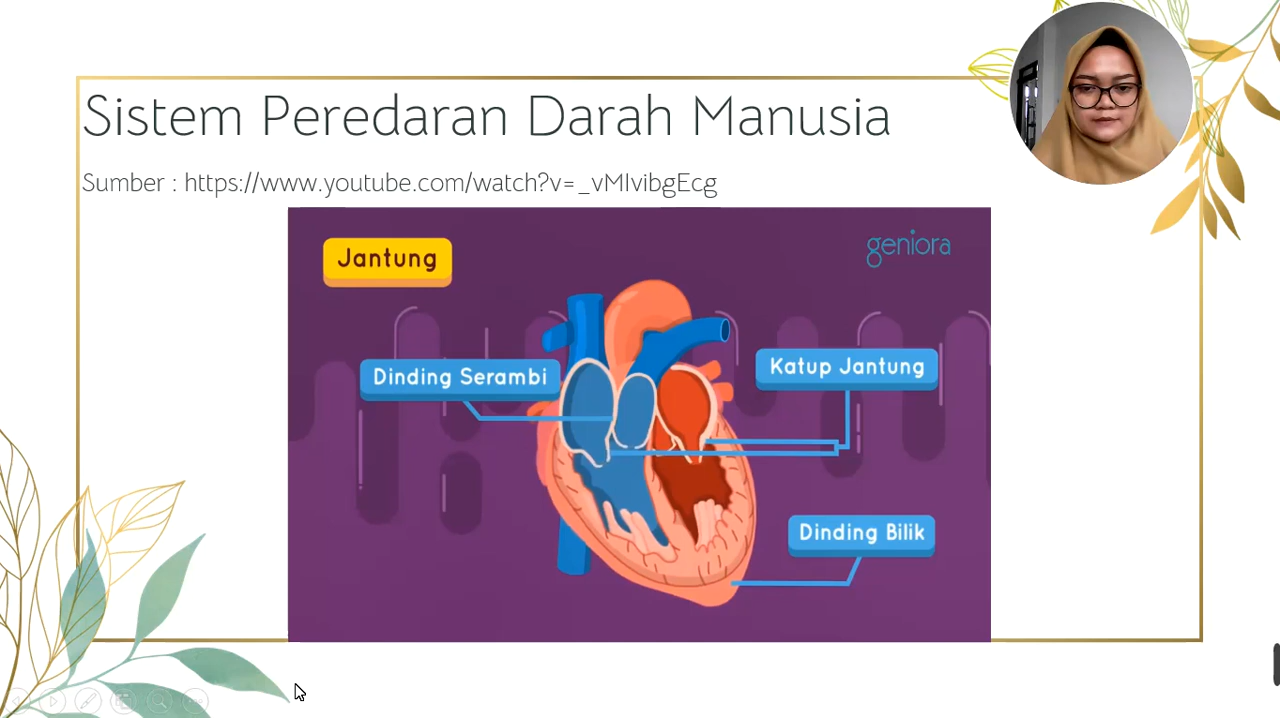 Sistem Peredaran Darah Manusia
Sumber : https://www.youtube.com/watch?v=_vMIvibgEcg
Jantung
geniora
Dinding Serambi
Katup Jantung
Dinding Bilik